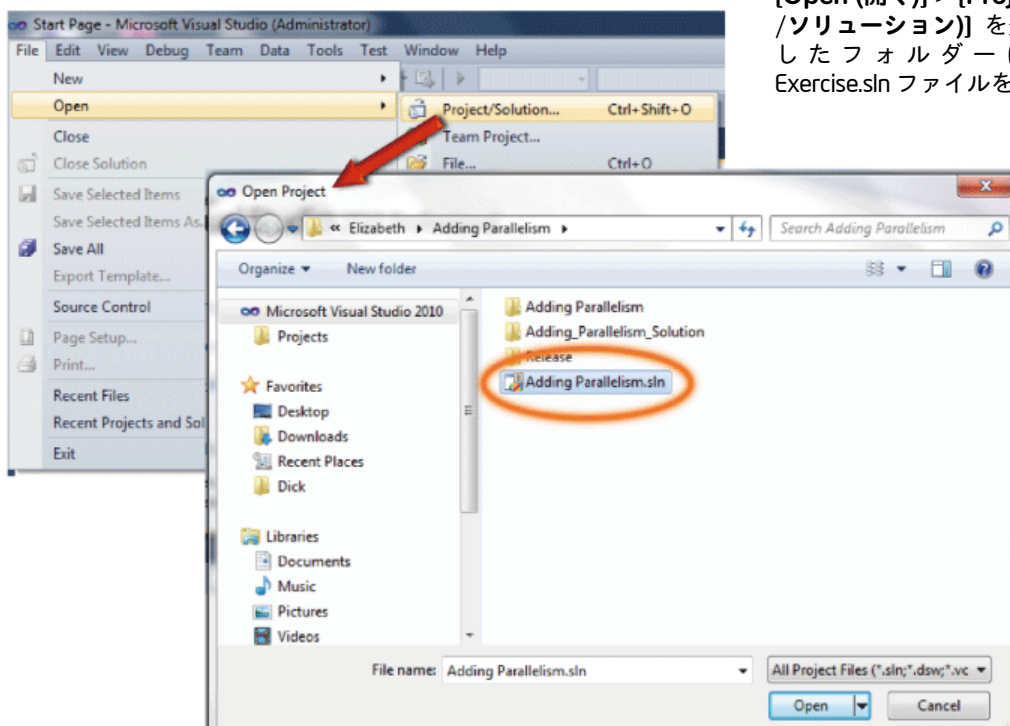 [Open (開く)] > [Proj
/ソリューション)] を
したフォルダー
Exercise.sln ファイルを
Start Page - Microsoft Visual Studio (Administrator)
File Edit View Debug Team Data Tools Test Window Help
New
Open
Close
Close Solution
Save Selected Items
Save Selected Items As.
Save All
Export Template...
Source Control
Page Setup...
Print...
Recent Files
Recent Projects and Sol
Exit
Project/Solution... Ctrl+Shift+O
Team Project...
File... Ctrl+O
Open Project
« Elizabeth Adding Parallelism
Search Adding Parallelism
Organize New folder
Microsoft Visual Studio 2010
Projects
Favorites
Desktop
Downloads
Recent Places
Dick
Libraries
Documents
Music
Pictures
Videos
Adding Parallelism
Adding_Parallelism_Solution
Release
Adding Parallelism.sln
File name: Adding Parallelism.sln
All Project Files (*.sln;*.dsw;*.vc
Open Cancel